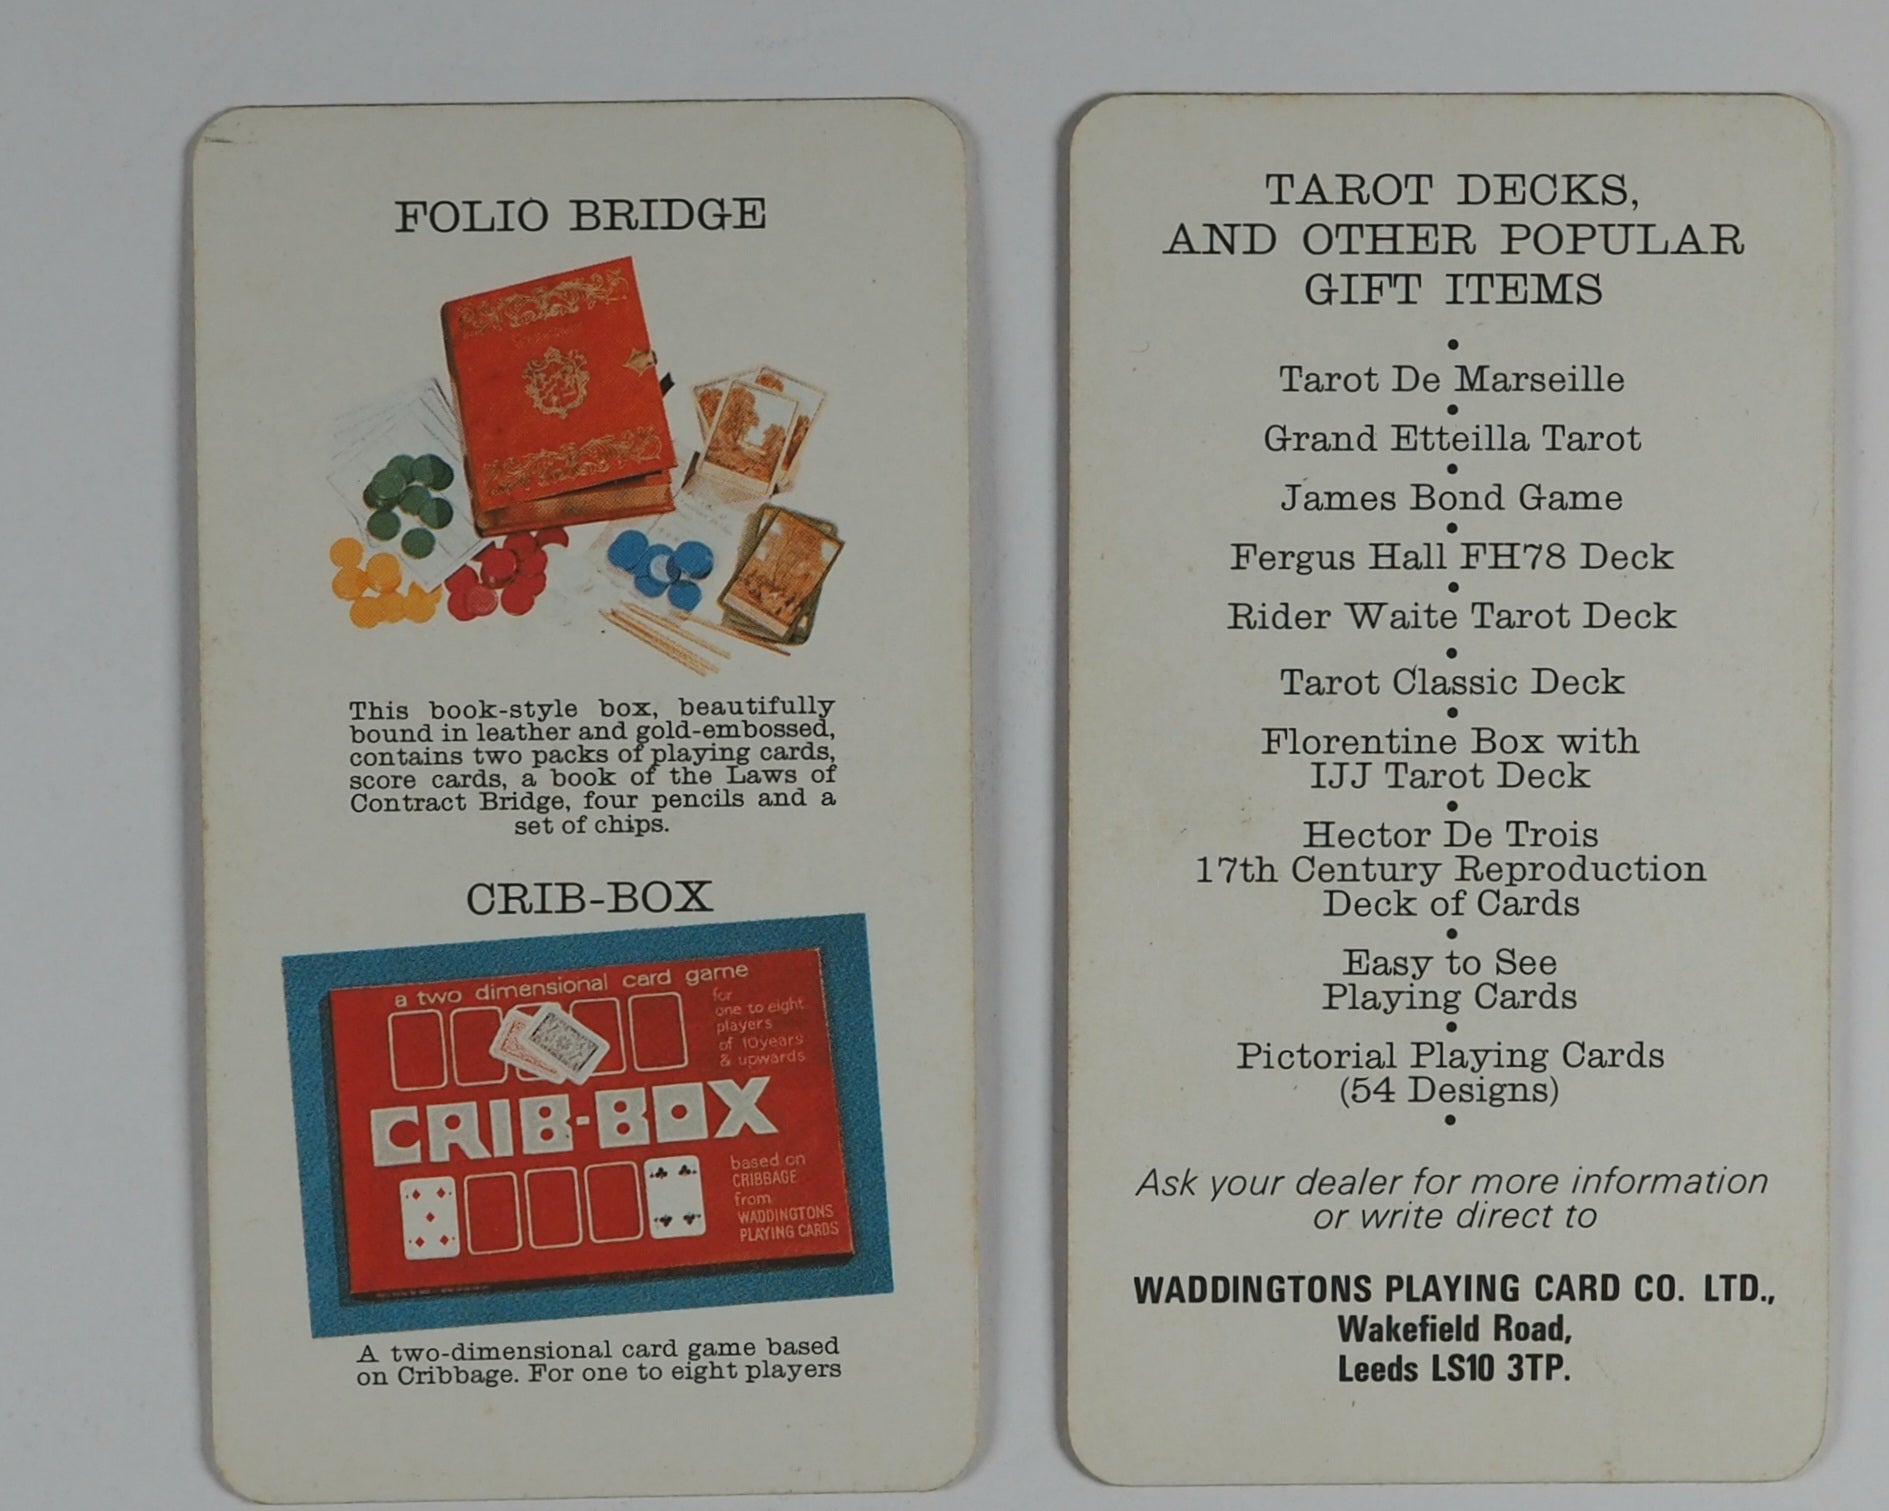 FOLIO BRIDGE
This book-style box, beautifully
bound in leather and gold-embossed,
contains two packs of playing cards,
score cards, a book of the Laws of
Contract Bridge, four pencils and a
set of chips.
CRIB-BOX
a two dimensional card game
for
one to eight
players
of 10years
& upwards
CRIB-BOX
based on
CRIBBAGE
from
WADDINGTONS
PLAYING CARDS
A two-dimensional card game based
on Cribbage. For one to eight players
TAROT DECKS,
AND OTHER POPULAR
GIFT ITEMS
Tarot De Marseille
Grand Etteilla Tarot
James Bond Game
Fergus Hall FH78 Deck
Rider Waite Tarot Deck
Tarot Classic Deck
Florentine Box with
IJJ Tarot Deck
Hector De Trois
17th Century Reproduction
Deck of Cards
Easy to See
Playing Cards
Pictorial Playing Cards
(54 Designs)
Ask your dealer for more information
or write direct to
WADDINGTONS PLAYING CARD CO. LTD.,
Wakefield Road,
Leeds LS10 3TP.